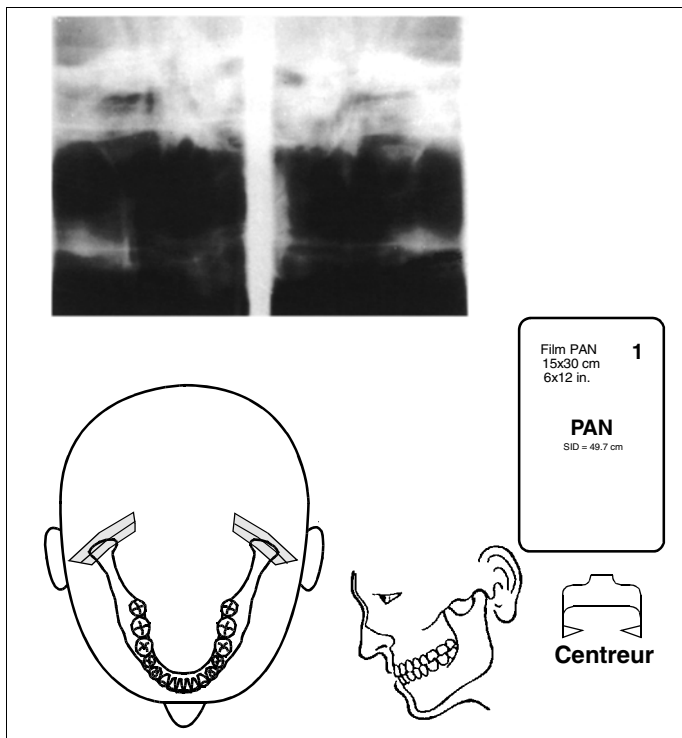 Film PAN 1
15x30 cm
6x12 in.
PAN
SID = 49.7 cm
Centreur